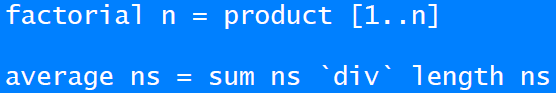 factorial n = product [1..n]
average ns = sum ns `div` length ns